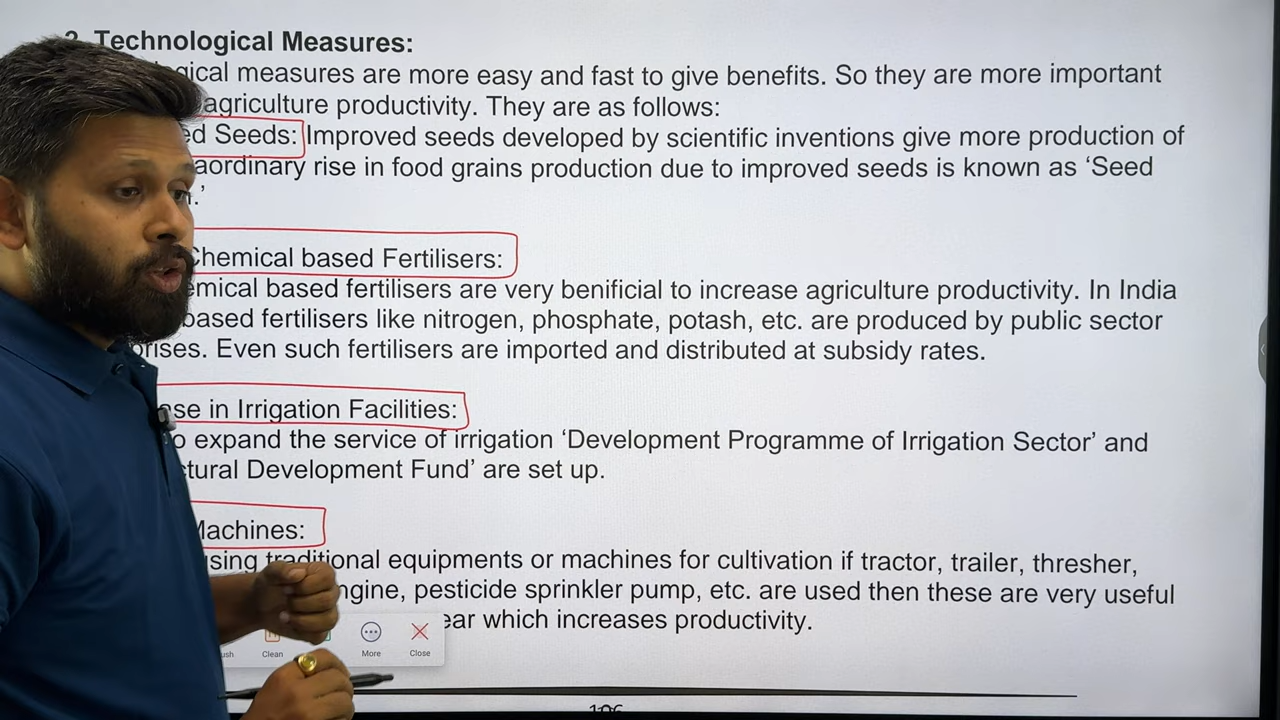 2. Technological Measures:
gical measures are more easy and fast to give benefits. So they are more important
agriculture productivity. They are as follows:
ed Seeds: Improved seeds developed by scientific inventions give more production of
aordinary rise in food grains production due to improved seeds is known as ‘Seed
n.’
Chemical based Fertilisers:
emical based fertilisers are very benificial to increase agriculture productivity. In India
based fertilisers like nitrogen, phosphate, potash, etc. are produced by public sector
prises. Even such fertilisers are imported and distributed at subsidy rates.
ase in Irrigation Facilities:
o expand the service of irrigation ‘Development Programme of Irrigation Sector’ and
ctural Development Fund’ are set up.
Machines:
using traditional equipments or machines for cultivation if tractor, trailer, thresher,
ngine, pesticide sprinkler pump, etc. are used then these are very useful
ear which increases productivity.
ush Clean More Close
106